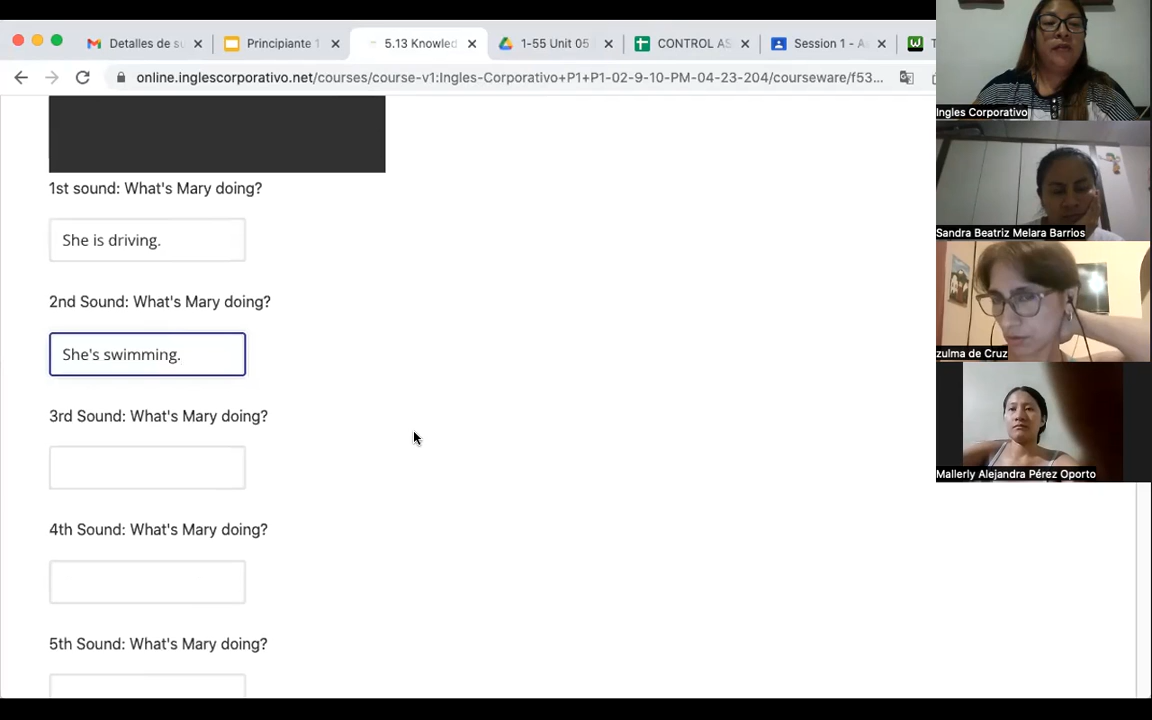 Detalles de su
Principiante 1
5.13 Knowled
1-55 Unit 05
CONTROL AS
Session 1 - A
online.inglescorporativo.net/courses/course-v1:Ingles-Corporativo+P1+P1-02-9-10-PM-04-23-204/courseware/f53...
Ingles Corporativo
Sandra Beatriz Melara Barrios
zulma de Cruz
Mallerly Alejandra Pérez Oporto
1st sound: What's Mary doing?
She is driving.
2nd Sound: What's Mary doing?
She's swimming.
3rd Sound: What's Mary doing?
4th Sound: What's Mary doing?
5th Sound: What's Mary doing?